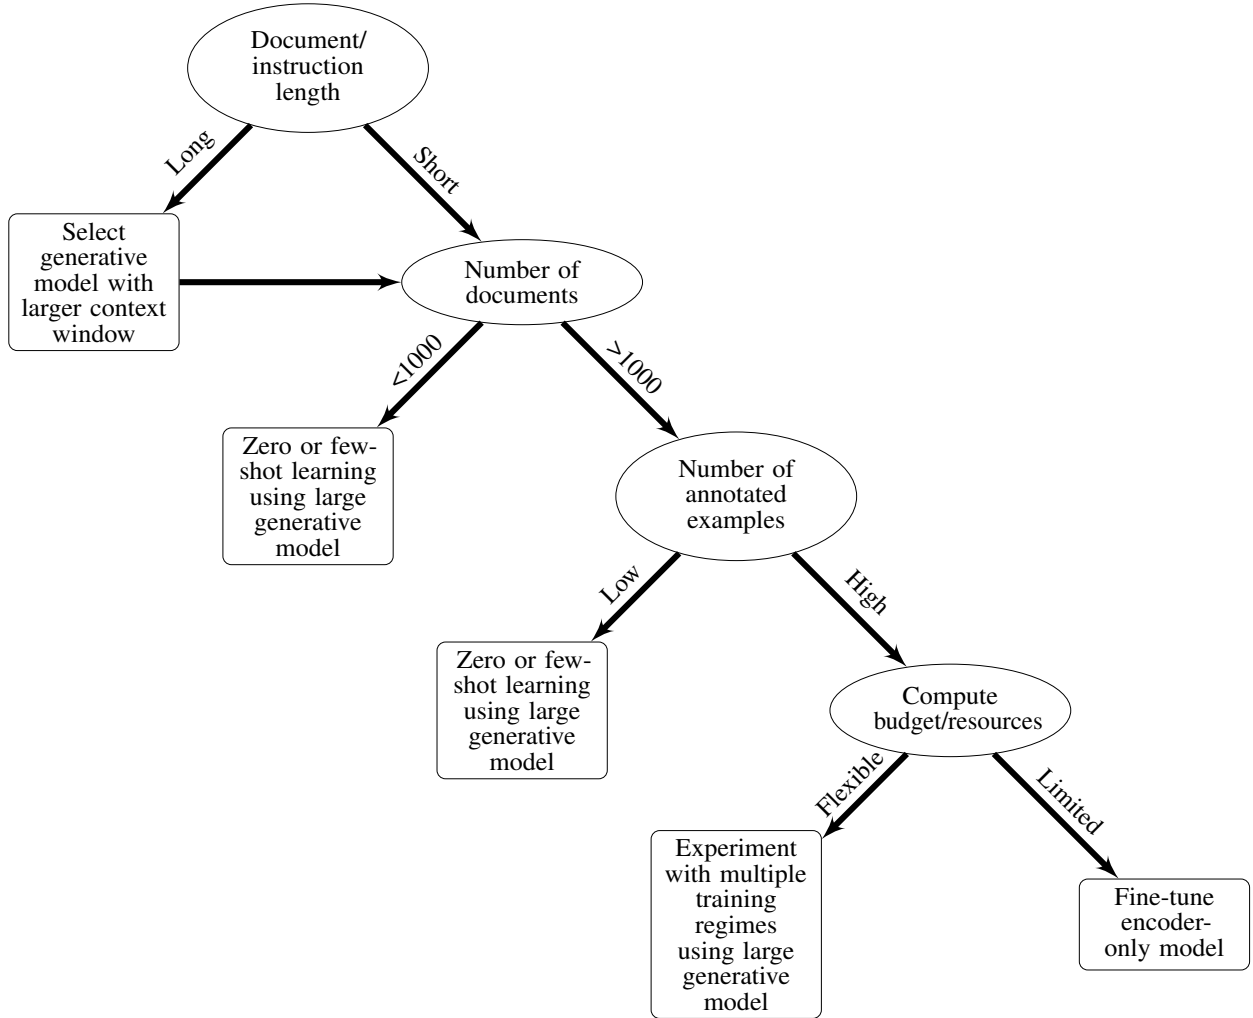 Document/
instruction
length
Long
Short
Select
generative
model with
larger context
window
Number of
documents
<1000
>1000
Zero or few-
shot learning
using large
generative
model
Number of
annotated
examples
Low
High
Zero or few-
shot learning
using large
generative
model
Compute
budget/resources
Flexible
Limited
Experiment
with multiple
training
regimes
using large
generative
model
Fine-tune
encoder-
only model